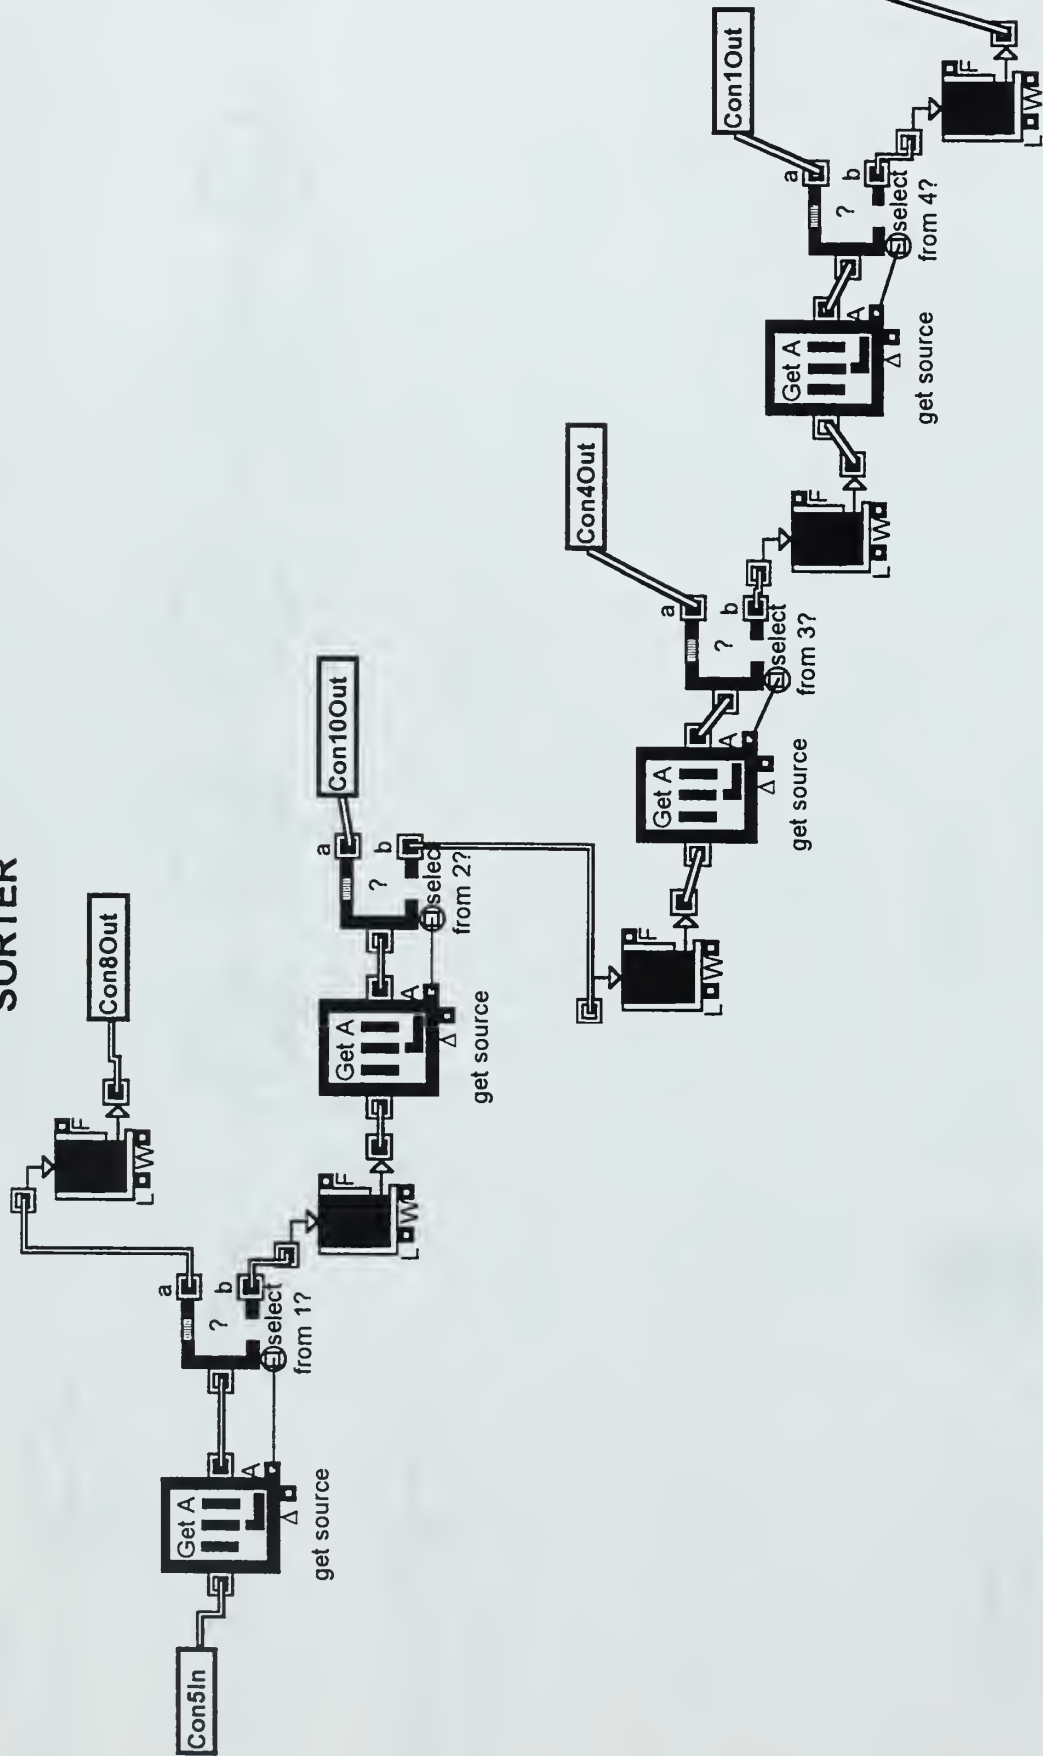 SORTER
Con5In
Get A
A
Δ
get source
a
?
b
select
from 1?
F
L
W
Con8Out
F
L
W
Get A
A
Δ
get source
a
?
b
selec
from 2?
Con10Out
F
L
W
Get A
A
Δ
get source
a
?
b
select
from 3?
Con4Out
F
L
W
Get A
A
Δ
get source
a
?
b
select
from 4?
Con1Out
F
L
W